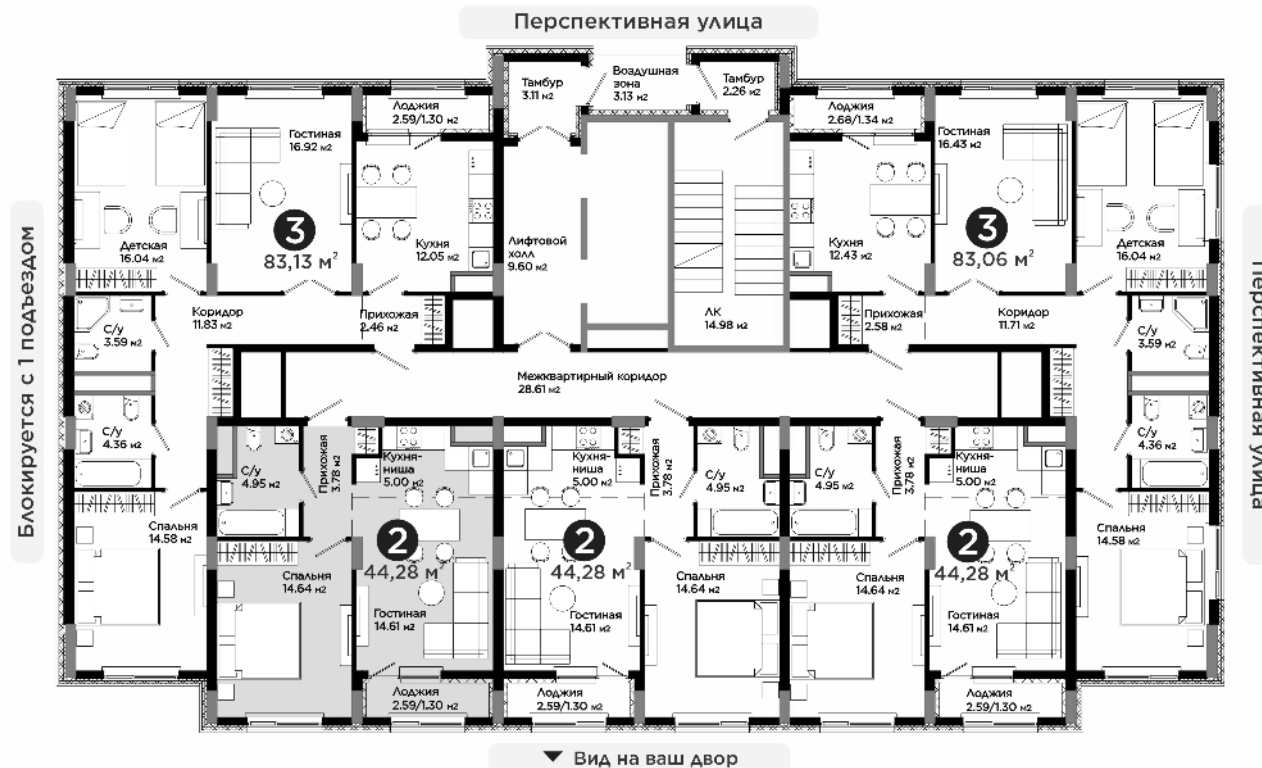 Перспективная улица
Тамбур
3.11 м2
Воздушная
зона
3.13 м2
Тамбур
2.26 м2
Лоджия
2.59/1.30 м2
Лоджия
2.68/1.34 м2
Гостиная
16.92 м2
Гостиная
16.43 м2
3
83,13 м2
3
83,06 м2
Детская
16.04 м2
Кухня
12.05 м2
Лифтовой
холл
9.60 м2
Кухня
12.43 м2
Детская
16.04 м2
Коридор
11.83 м2
Прихожая
2.46 м2
ЛК
14.98 м2
Прихожая
2.58 м2
Коридор
11.71 м2
С/у
3.59 м2
С/у
3.59 м2
Межквартирный коридор
28.61 м2
С/у
4.36 м2
С/у
4.36 м2
С/у
4.95 м2
Прихожая
3.78 м2
Кухня-
ниша
5.00 м2
Кухня-
ниша
5.00 м2
Прихожая
3.78 м2
С/у
4.95 м2
С/у
4.95 м2
Прихожая
3.78 м2
Кухня-
ниша
5.00 м2
Спальня
14.58 м2
2
44,28 м2
2
44,28 м2
2
44,28 м2
Спальня
14.58 м2
Спальня
14.64 м2
Гостиная
14.61 м2
Гостиная
14.61 м2
Спальня
14.64 м2
Спальня
14.64 м2
Гостиная
14.61 м2
Лоджия
2.59/1.30 м2
Лоджия
2.59/1.30 м2
Лоджия
2.59/1.30 м2
Блокируется с 1 подъездом
Перспективная улица
▼ Вид на ваш двор